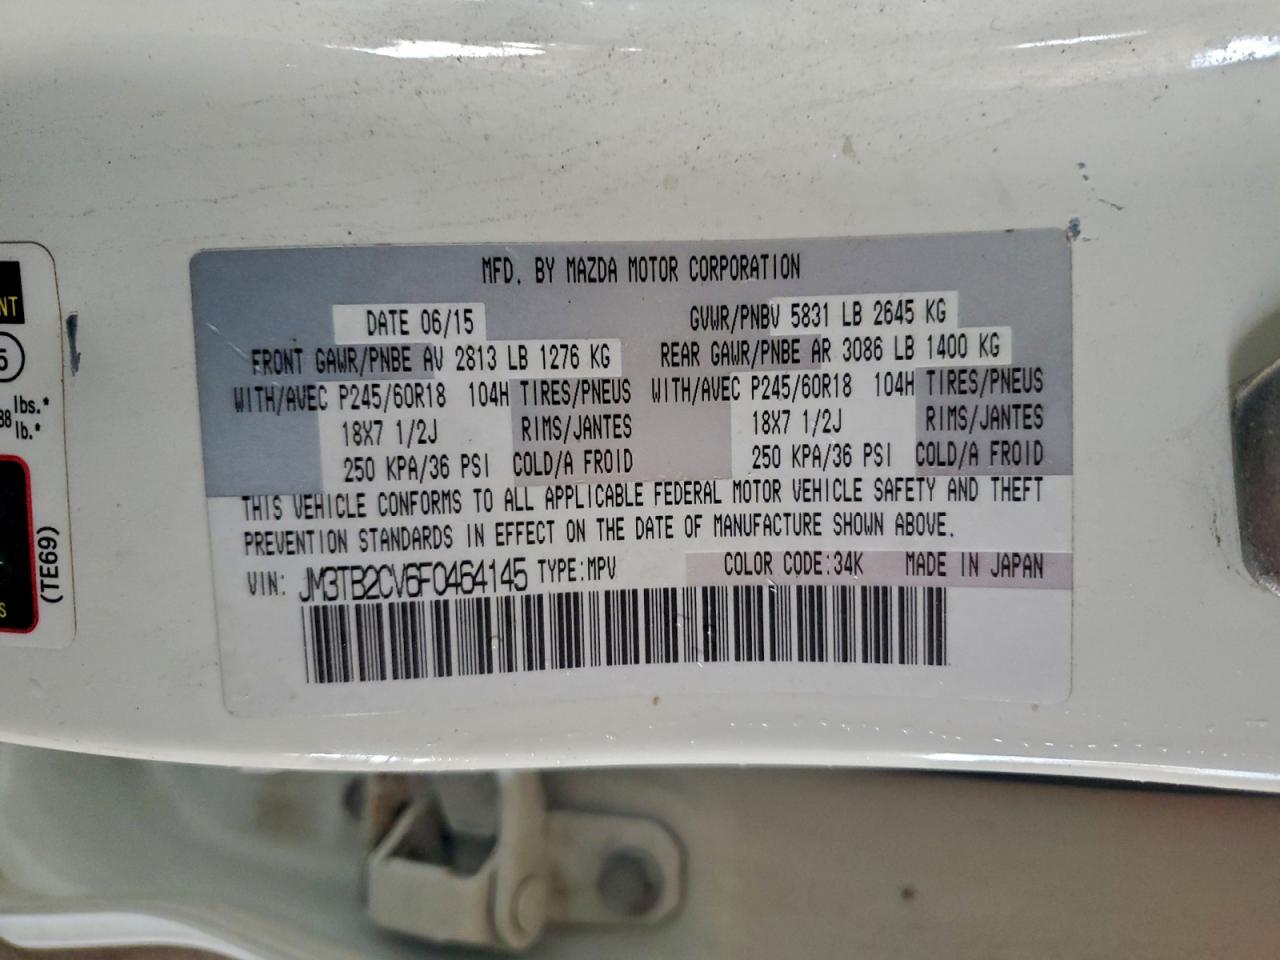 MFD. BY MAZDA MOTOR CORPORATION
DATE 06/15 GVWR/PNBV 5831 LB 2645 KG
FRONT GAWR/PNBE AV 2813 LB 1276 KG REAR GAWR/PNBE AR 3086 LB 1400 KG
WITH/AVEC P245/60R18 104H TIRES/PNEUS WITH/AVEC P245/60R18 104H TIRES/PNEUS
18X7 1/2J RIMS/JANTES 18X7 1/2J RIMS/JANTES
250 KPA/36 PSI COLD/A FROID 250 KPA/36 PSI COLD/A FROID
THIS VEHICLE CONFORMS TO ALL APPLICABLE FEDERAL MOTOR VEHICLE SAFETY AND THEFT
PREVENTION STANDARDS IN EFFECT ON THE DATE OF MANUFACTURE SHOWN ABOVE.
VIN: JM3TB2CV6F0464145 TYPE:MPV COLOR CODE:34K MADE IN JAPAN
lbs.*
lb.*
(TE69)